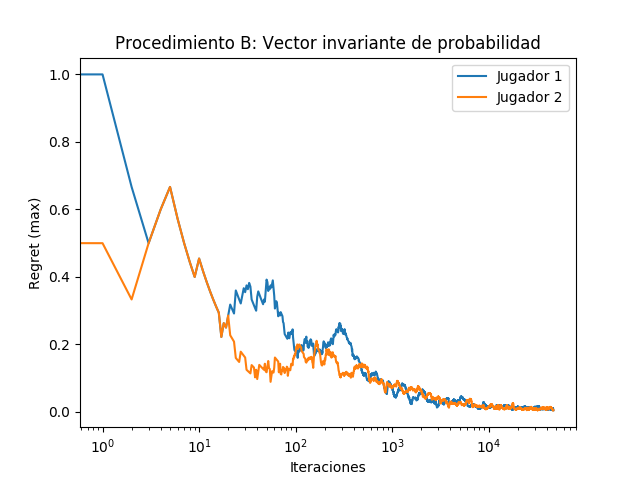 Procedimiento B: Vector invariante de probabilidad
Jugador 1
Jugador 2
Regret (max)
1.0
0.8
0.6
0.4
0.2
0.0
10⁰ 10¹ 10² 10³ 10⁴
Iteraciones